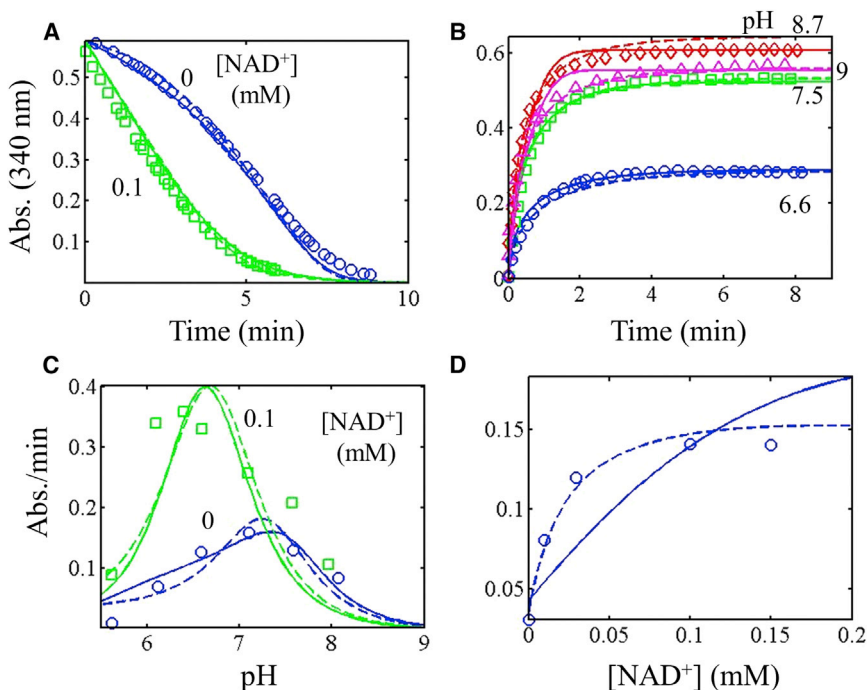 A
[NAD+]
(mM)
0
0.1
Abs. (340 nm)
0.5
0.4
0.3
0.2
0.1
0 5 10
Time (min)
B
pH
8.7
9
7.5
6.6
0.6
0.4
0.2
0
0 2 4 6 8
Time (min)
C
[NAD+]
(mM)
0.1
0
Abs./min
0.4
0.3
0.2
0.1
6 7 8 9
pH
D
0.15
0.1
0.05
0 0.05 0.1 0.15 0.2
[NAD+] (mM)